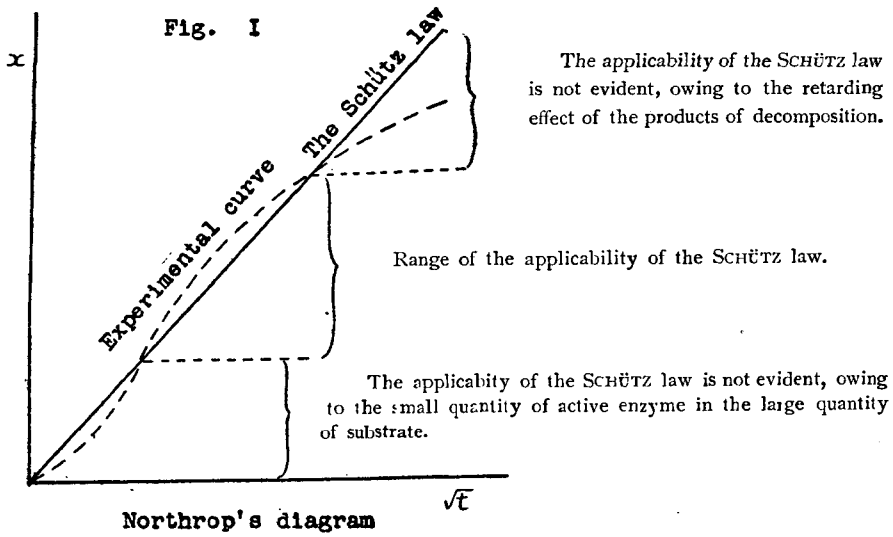 Fig. I
x
The Schütz law
Experimental curve
The applicability of the SCHÜTZ law
is not evident, owing to the retarding
effect of the products of decomposition.
Range of the applicability of the SCHÜTZ law.
The applicabity of the SCHÜTZ law is not evident, owing
to the small quantity of active enzyme in the large quantity
of substrate.
√t
Northrop's diagram